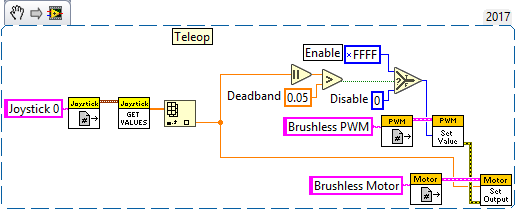 2017
Teleop
Enable
×FFFF
Deadband
0.05
>
Disable
0
Joystick 0
Joystick
#
Joystick
GET
VALUES
Brushless PWM
PWM
#
PWM
Set
Value
Brushless Motor
Motor
#
Motor
Set
Output